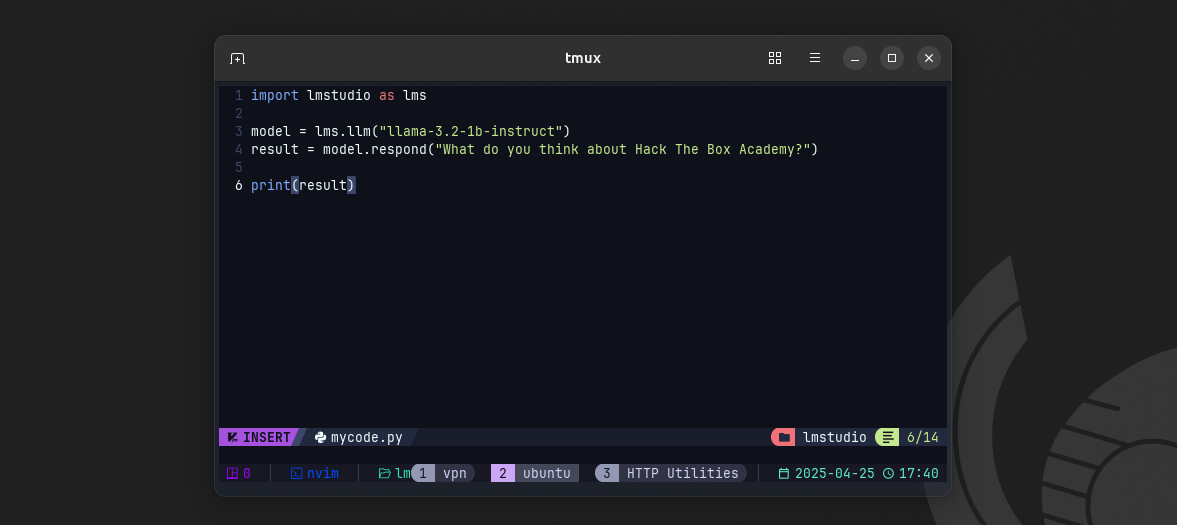 tmux
1 import lmstudio as lms
2
3 model = lms.llm("llama-3.2-1b-instruct")
4 result = model.respond("What do you think about Hack The Box Academy?")
5
6 print(result)
INSERT mycode.py lmstudio 6/14
0 nvim lm 1 vpn 2 ubuntu 3 HTTP Utilities 2025-04-25 17:40